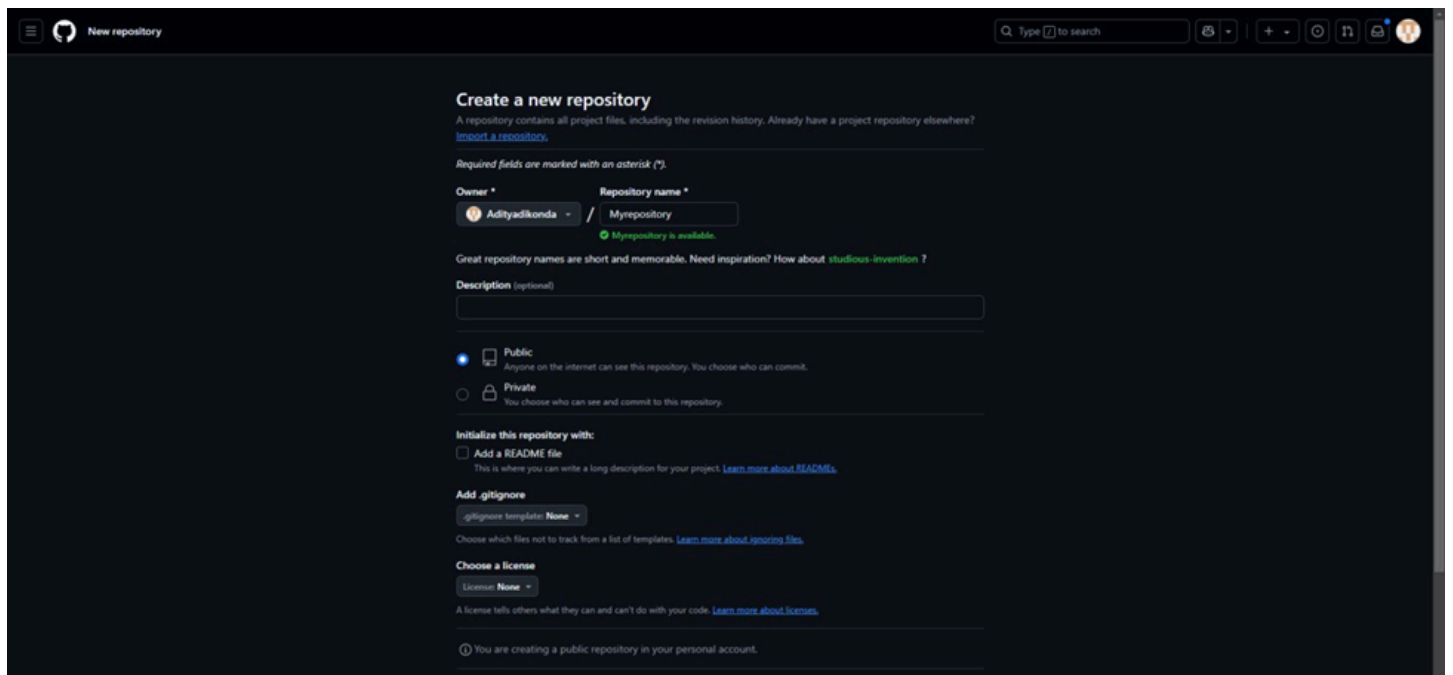 New repository
Type / to search
Create a new repository
A repository contains all project files, including the revision history. Already have a project repository elsewhere?
Import a repository.
Required fields are marked with an asterisk (*).
Owner * Repository name *
Adityadikonda / Myrepository
Myrepository is available.
Great repository names are short and memorable. Need inspiration? How about studious-invention ?
Description (optional)
Public
Anyone on the internet can see this repository. You choose who can commit.
Private
You choose who can see and commit to this repository.
Initialize this repository with:
Add a README file
This is where you can write a long description for your project. Learn more about READMEs.
Add .gitignore
.gitignore template: None
Choose which files not to track from a list of templates. Learn more about ignoring files.
Choose a license
License: None
A license tells others what they can and can't do with your code. Learn more about licenses.
You are creating a public repository in your personal account.